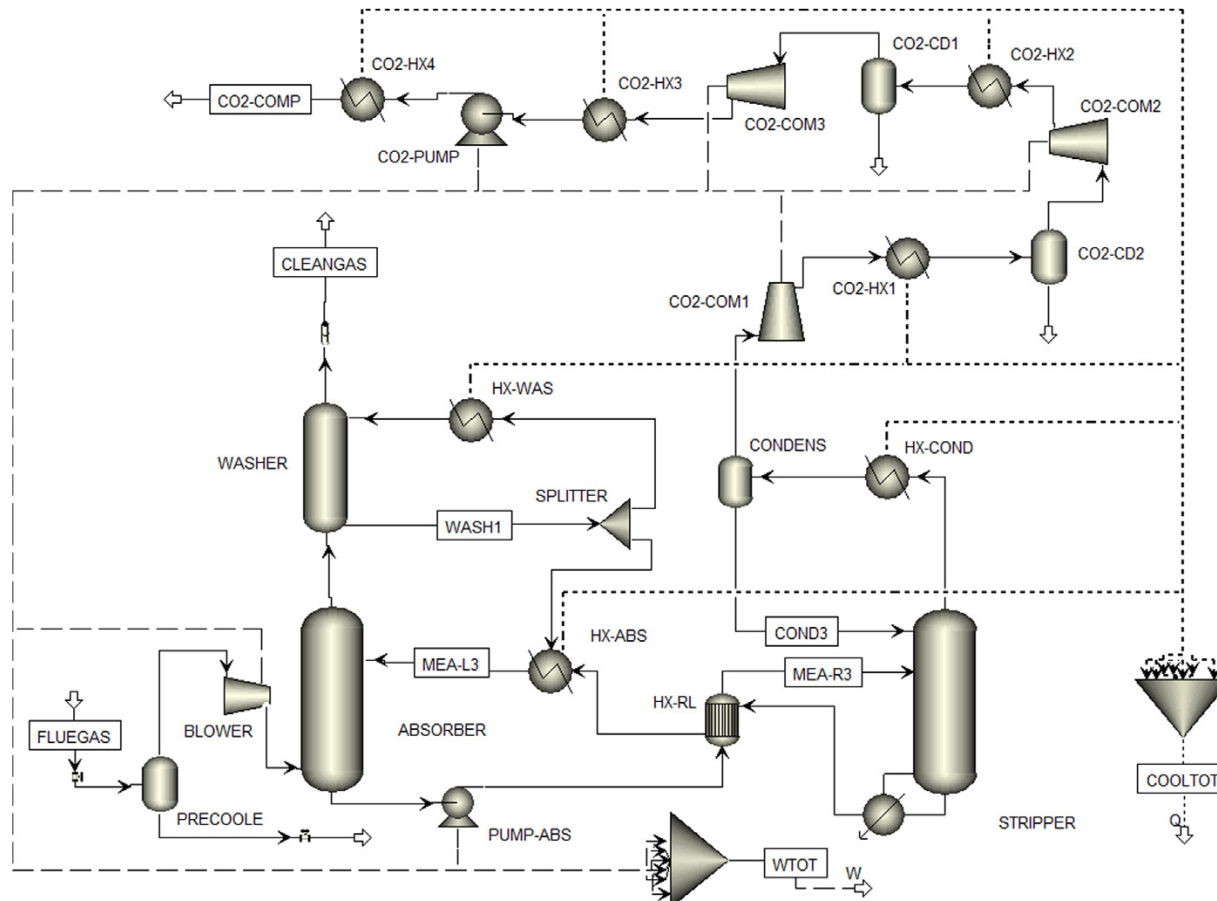 CO2-CD1
CO2-HX2
CO2-HX4
CO2-HX3
CO2-COM2
CO2-COMP
CO2-COM3
CO2-PUMP
CLEANGAS
CO2-CD2
CO2-HX1
CO2-COM1
HX-WAS
CONDENS
HX-COND
WASHER
SPLITTER
WASH1
HX-ABS
COND3
MEA-L3
MEA-R3
HX-RL
BLOWER
ABSORBER
FLUEGAS
COOLTOT
PRECOOLE
STRIPPER
Q
PUMP-ABS
WTOT
W